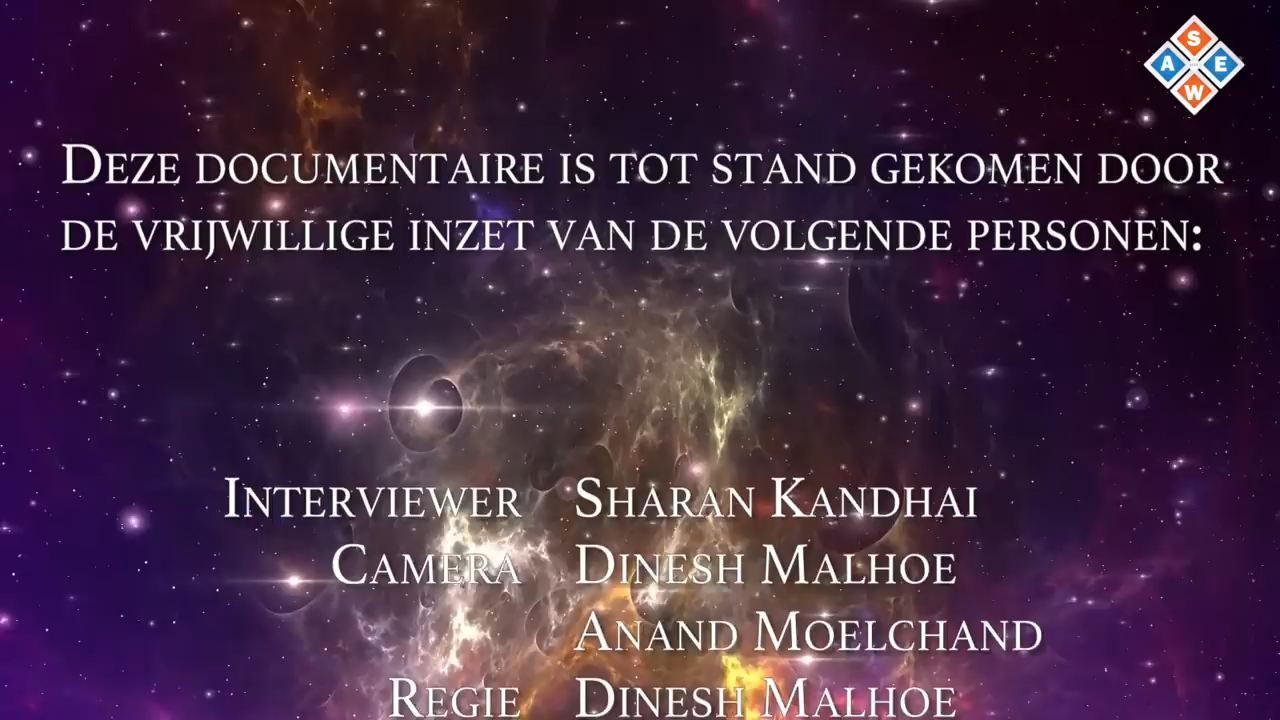 S
A E
W
Deze documentaire is tot stand gekomen door
de vrijwillige inzet van de volgende personen:
Interviewer Sharan Kandhai
Camera Dinesh Malhoe
Anand Moelchand
Regie Dinesh Malhoe